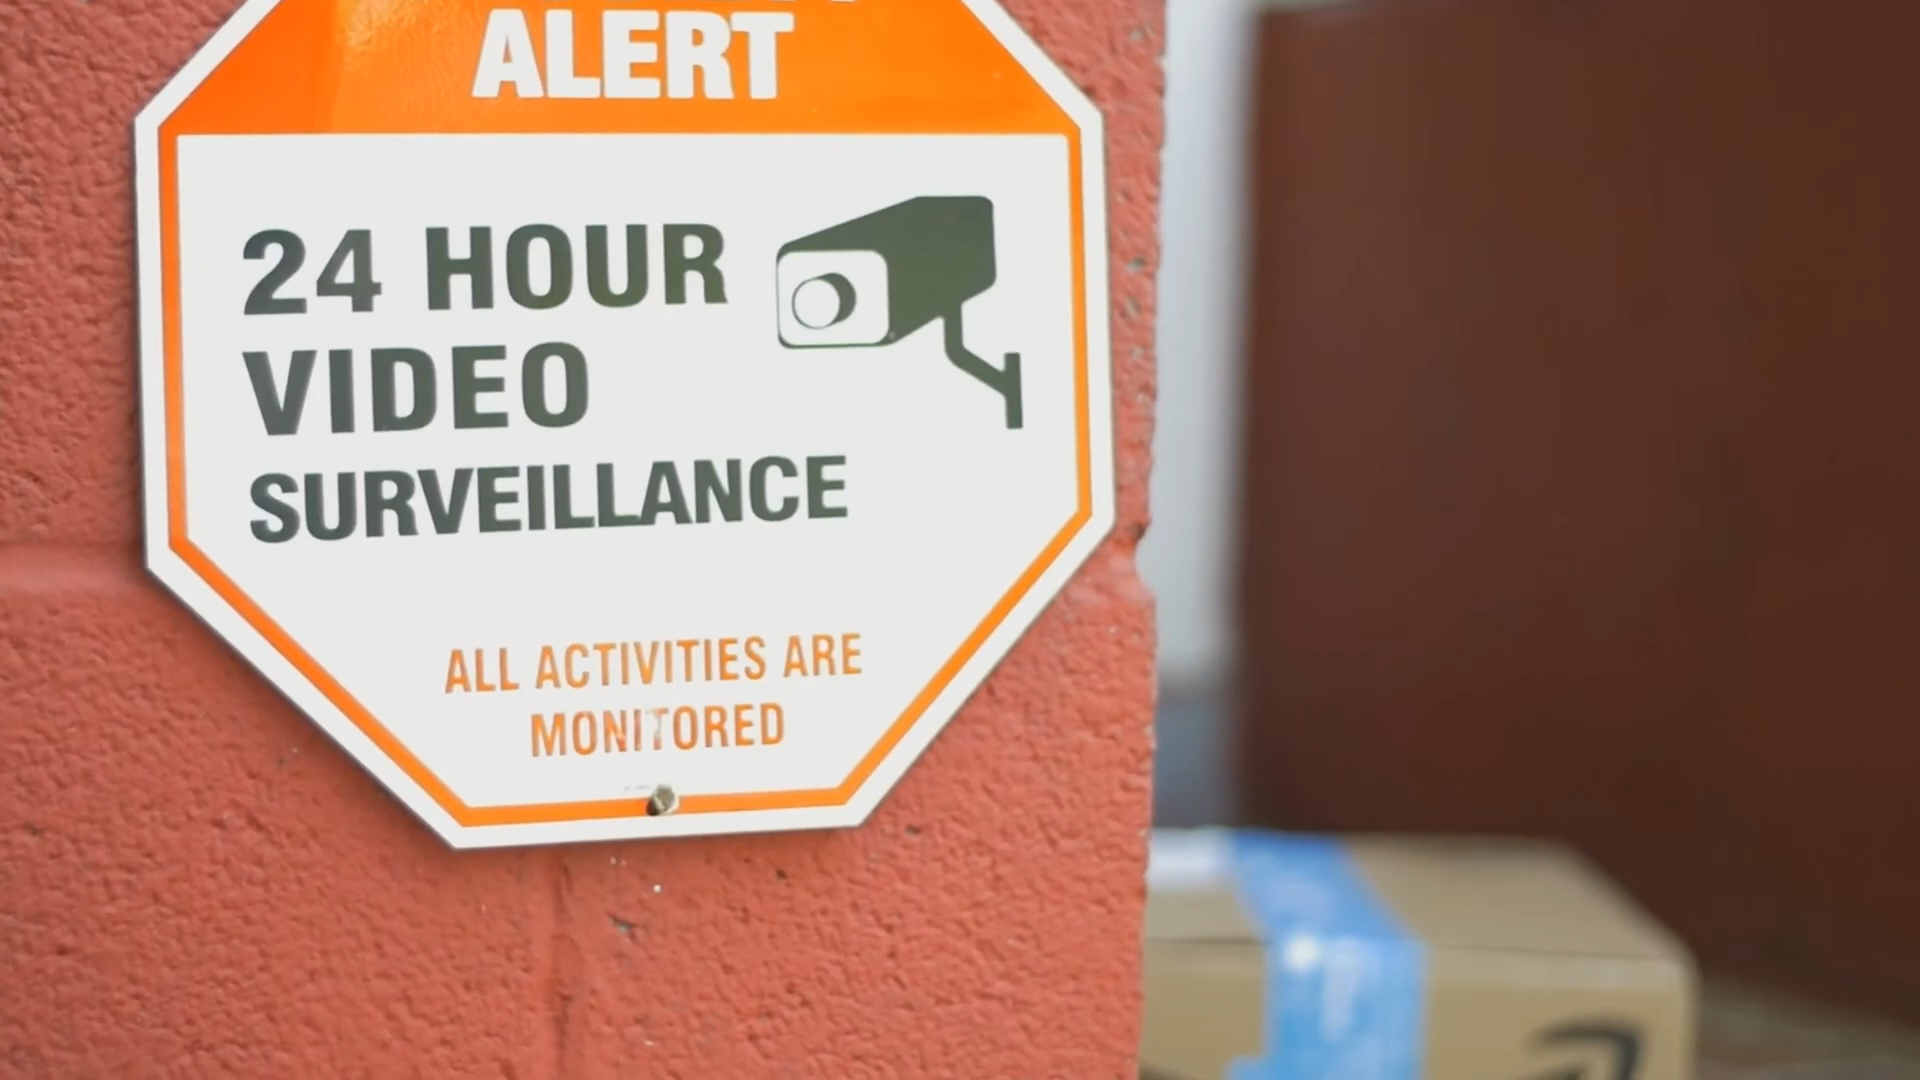 ALERT
24 HOUR
VIDEO
SURVEILLANCE
ALL ACTIVITIES ARE
MONITORED